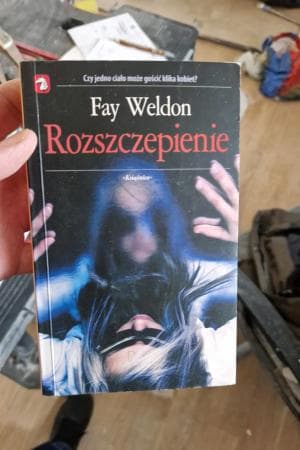 Czy jedno ciało może gościć kilka kobiet?
Fay Weldon
Rozszczepienie
•Książnica•